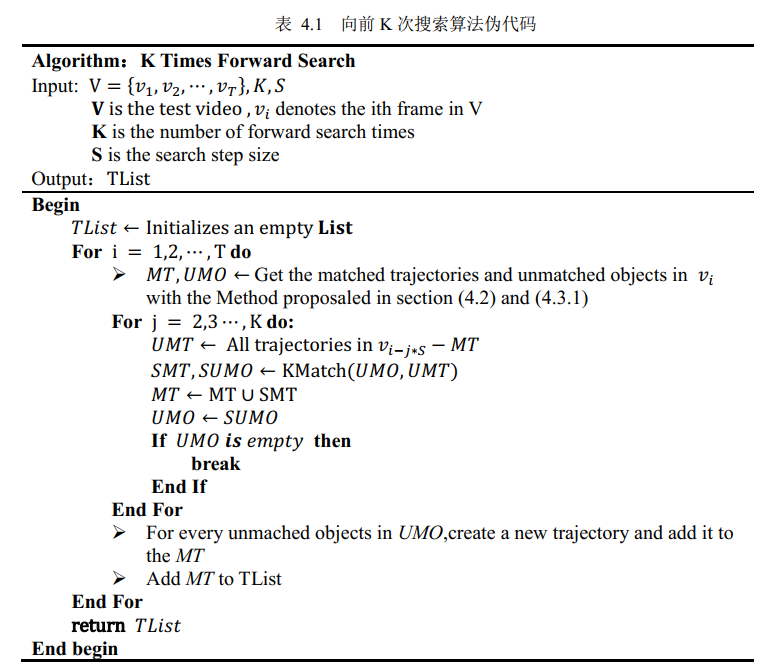 表 4.1 向前 K 次搜索算法伪代码
Algorithm：K Times Forward Search
Input: V = {v₁, v₂, ⋯, v_T}, K, S
V is the test video , vᵢ denotes the ith frame in V
K is the number of forward search times
S is the search step size
Output：TList
Begin
TList ← Initializes an empty List
For i = 1,2, ⋯ , T do
➢ MT, UMO ← Get the matched trajectories and unmatched objects in vᵢ
with the Method proposaled in section (4.2) and (4.3.1)
For j = 2,3 ⋯ , K do:
UMT ← All trajectories in v_{i−j∗S} − MT
SMT, SUMO ← KMatch(UMO, UMT)
MT ← MT ∪ SMT
UMO ← SUMO
If UMO is empty then
break
End If
End For
➢ For every unmached objects in UMO,create a new trajectory and add it to
the MT
➢ Add MT to TList
End For
return TList
End begin